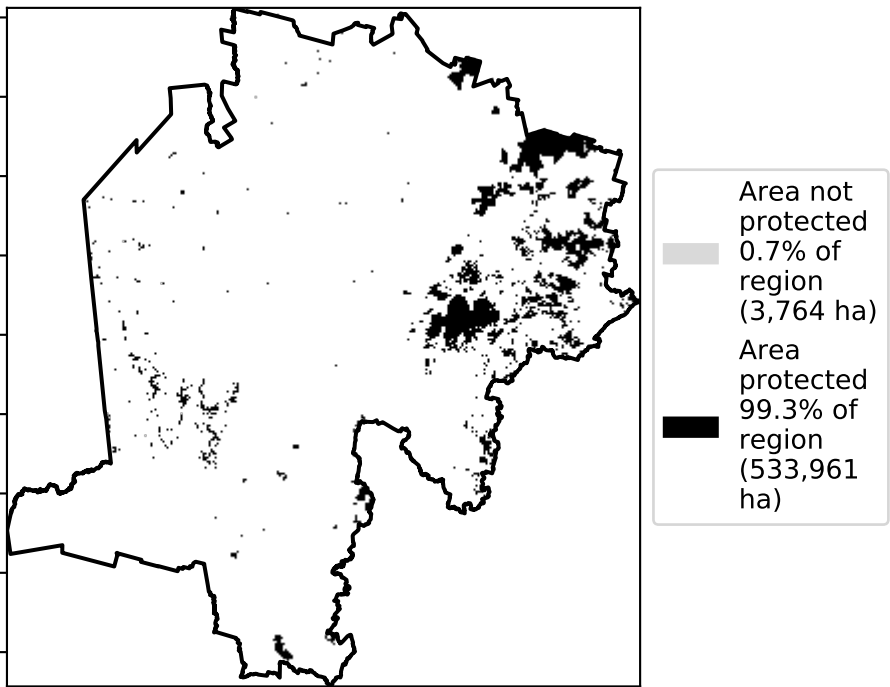 Area not
protected
0.7% of
region
(3,764 ha)
Area
protected
99.3% of
region
(533,961
ha)